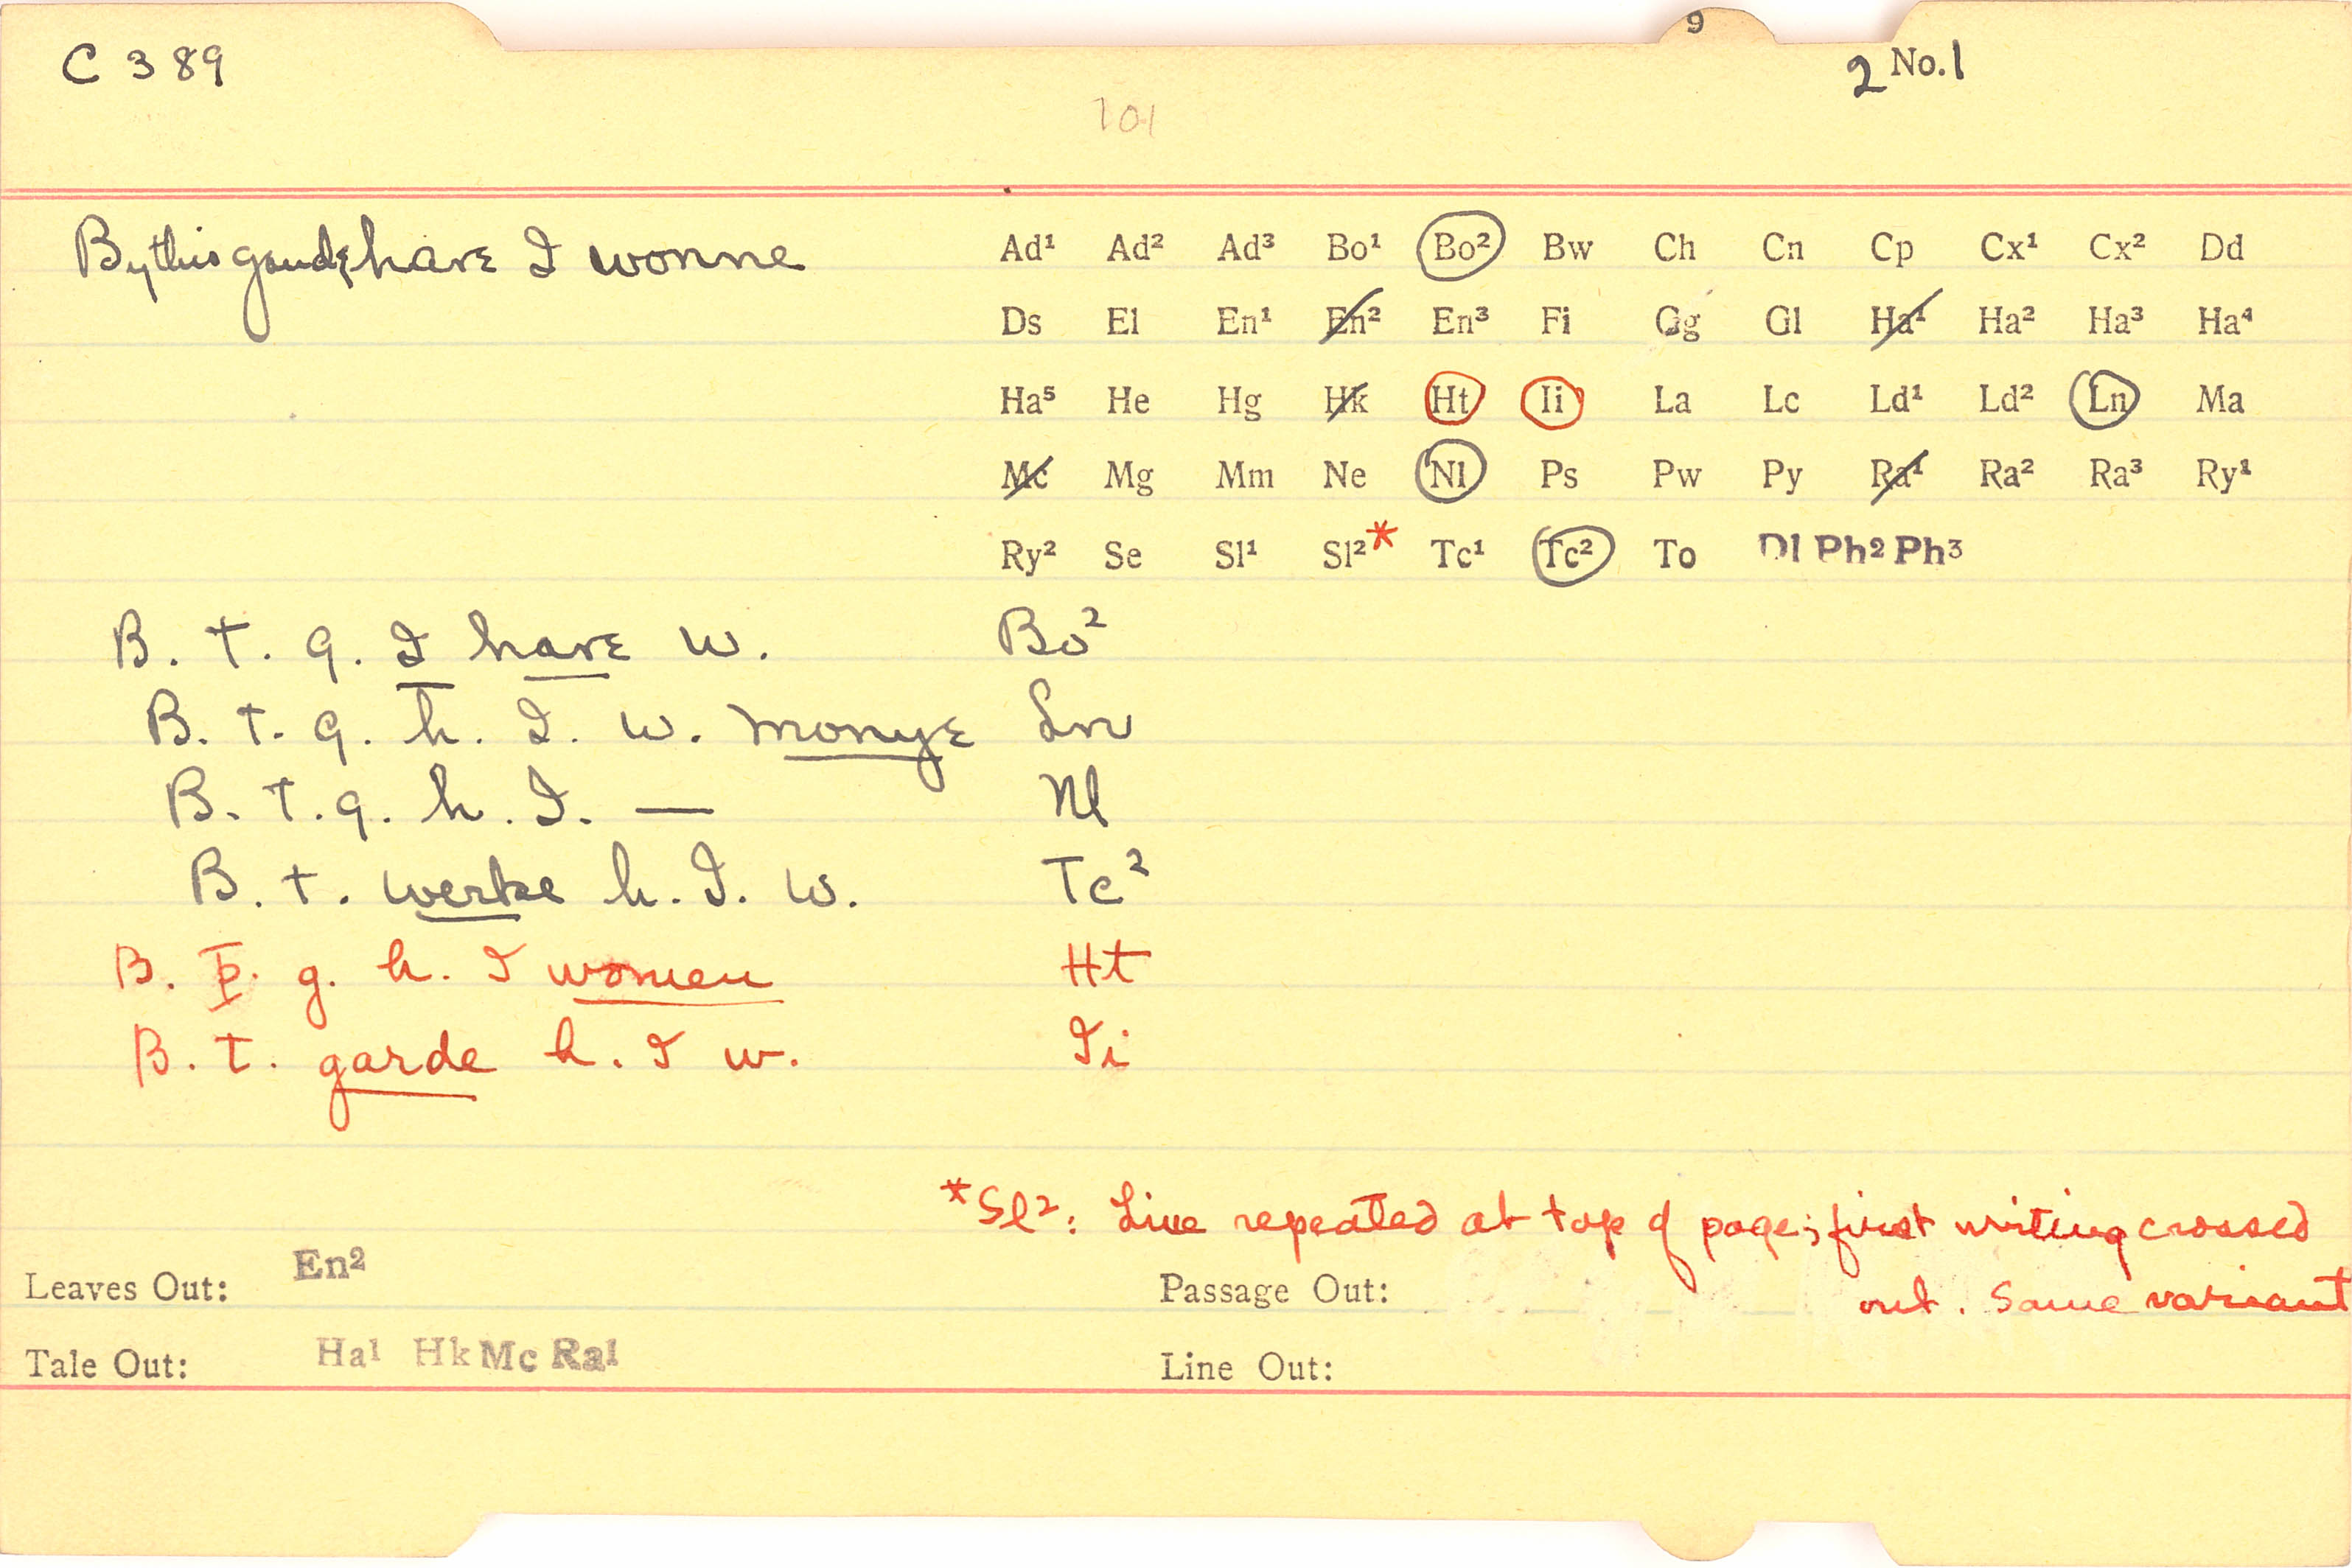 9
C 389
2 No. 1
701
By this gaude have I wonne
Ad¹ Ad² Ad³ Bo¹ Bo² Bw Ch Cn Cp Cx¹ Cx² Dd
Ds El En¹ En² En³ Fi Gg Gl Ha¹ Ha² Ha³ Ha⁴
Ha⁵ He Hg Hk Ht Ii La Lc Ld¹ Ld² Ln Ma
Mc Mg Mm Ne Nl Ps Pw Py Ra¹ Ra² Ra³ Ry¹
Ry² Se Sl¹ Sl²* Tc¹ Tc² To Dl Ph2 Ph3
B. t. g. I have w. Bo²
B. t. g. h. I. w. monye Ln
B. t. g. h. I. — Nl
B. t. werke h. I. w. Tc²
B. þ. g. h. I women Ht
B. t. garde h. I w. Ii
*Sl²: Line repeated at top of page; first writing crossed
out. Same variant
Leaves Out: En2
Passage Out:
Tale Out: Ha1 Hk Mc Ra1
Line Out: